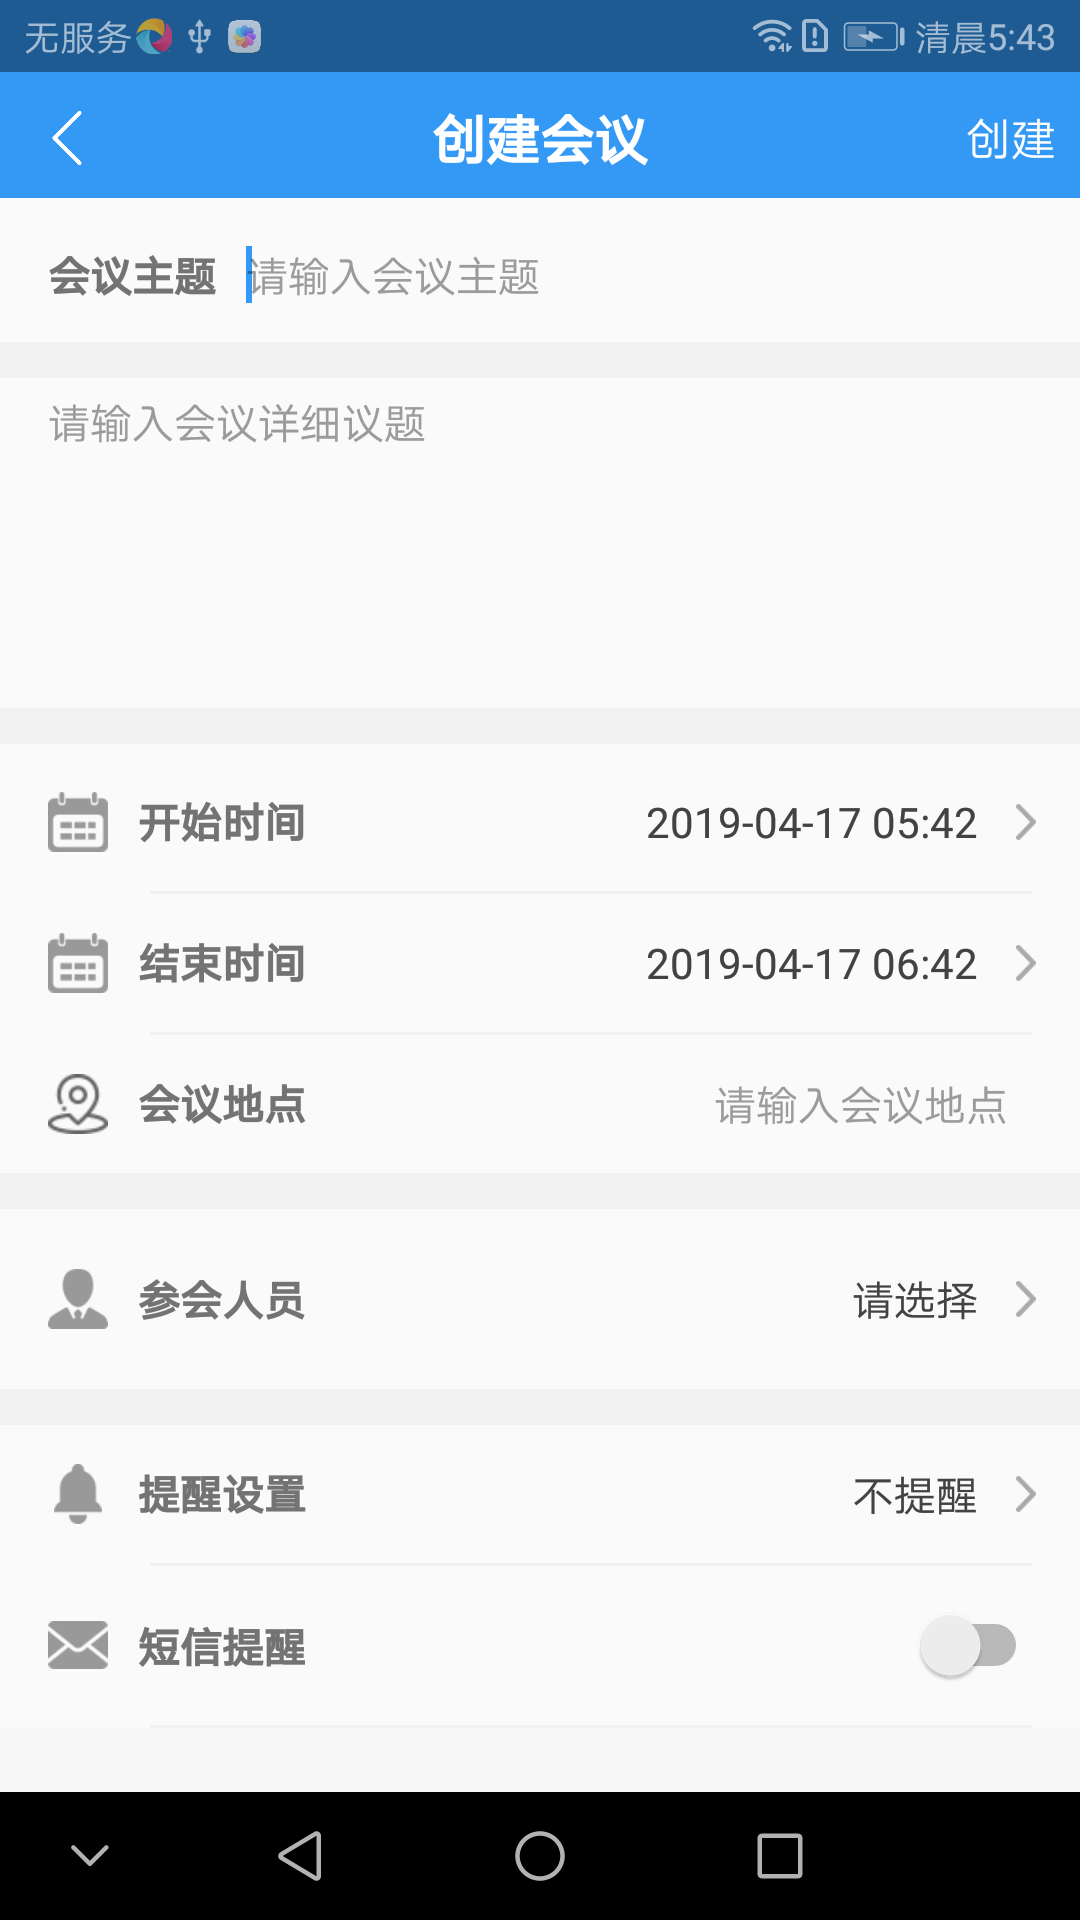 无服务 清晨5:43
创建会议 创建
会议主题 请输入会议主题
请输入会议详细议题
开始时间 2019-04-17 05:42
结束时间 2019-04-17 06:42
会议地点 请输入会议地点
参会人员 请选择
提醒设置 不提醒
短信提醒